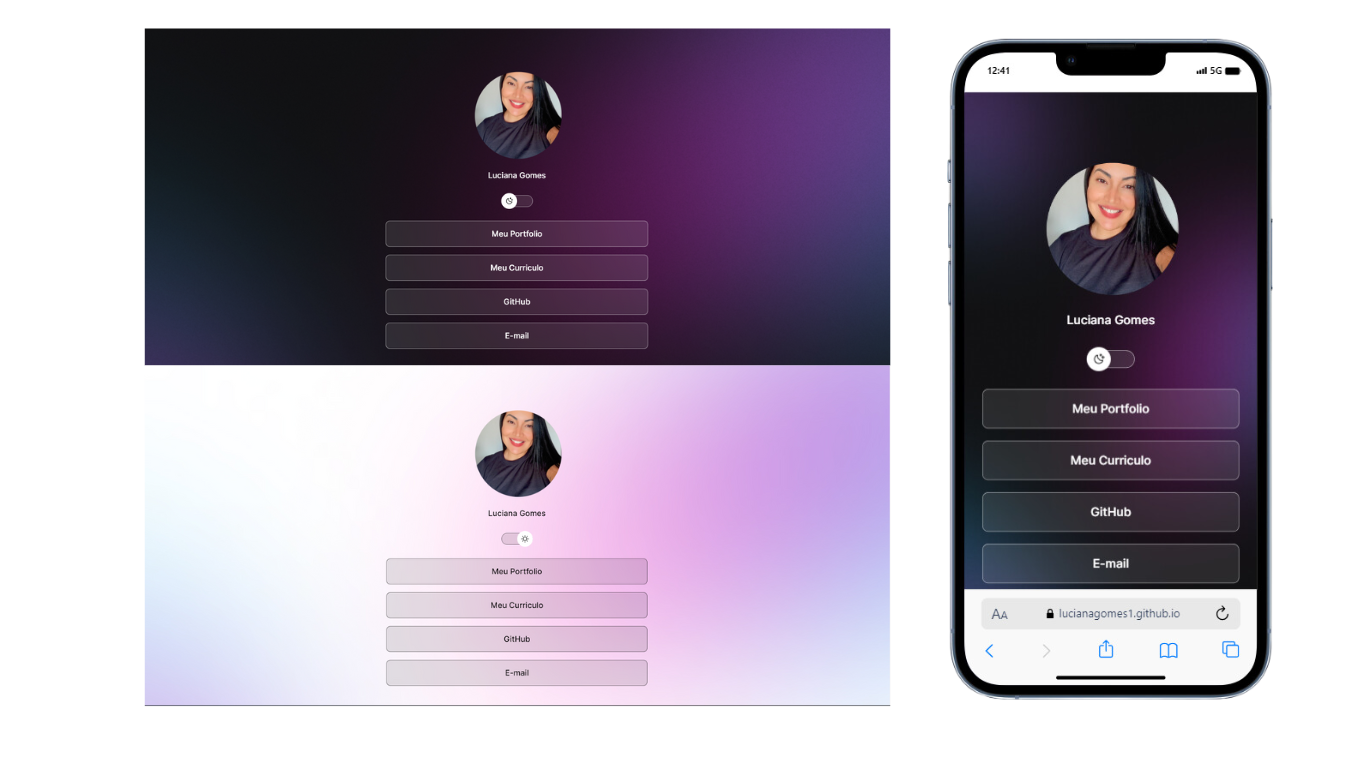 Luciana Gomes
Meu Portfolio
Meu Curriculo
GitHub
E-mail
Luciana Gomes
Meu Portfolio
Meu Curriculo
GitHub
E-mail
12:41
5G
Luciana Gomes
Meu Portfolio
Meu Curriculo
GitHub
E-mail
AA
lucianagomes1.github.io